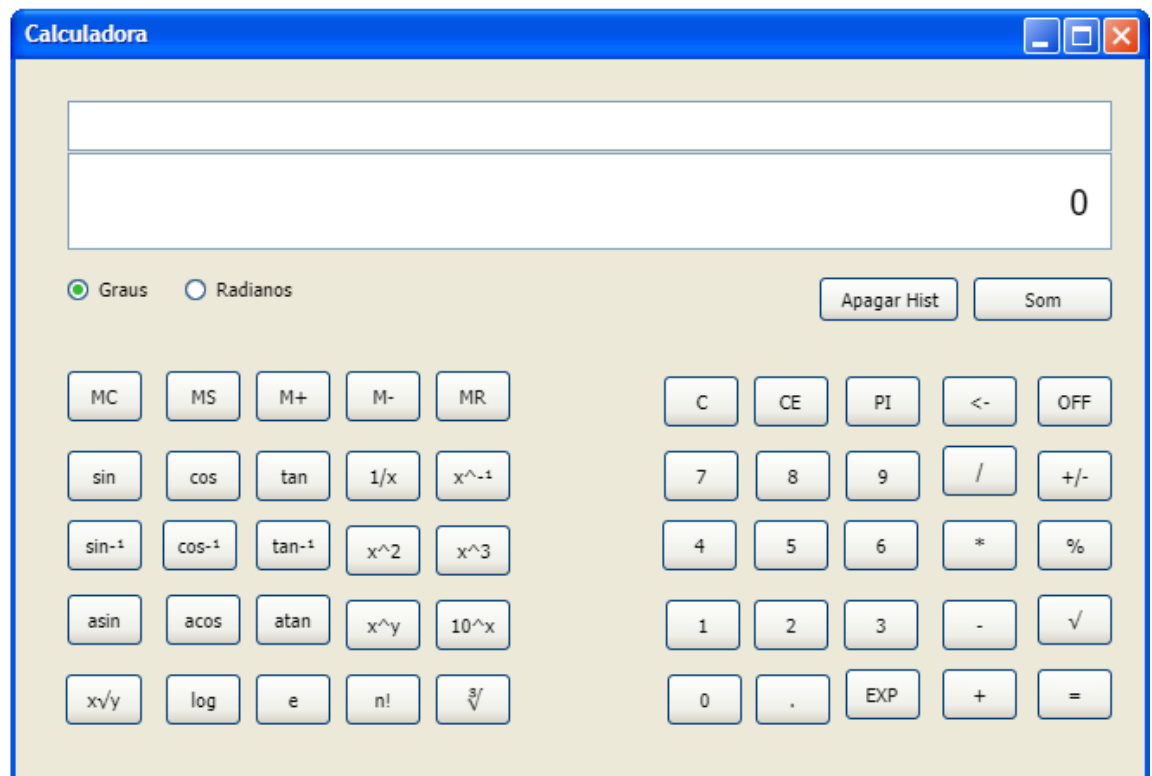 Calculadora
0
Graus Radianos Apagar Hist Som
MC MS M+ M- MR C CE PI <- OFF
sin cos tan 1/x x^-¹ 7 8 9 / +/-
sin-¹ cos-¹ tan-¹ x^2 x^3 4 5 6 * %
asin acos atan x^y 10^x 1 2 3 - √
x√y log e n! ∛ 0 . EXP + =